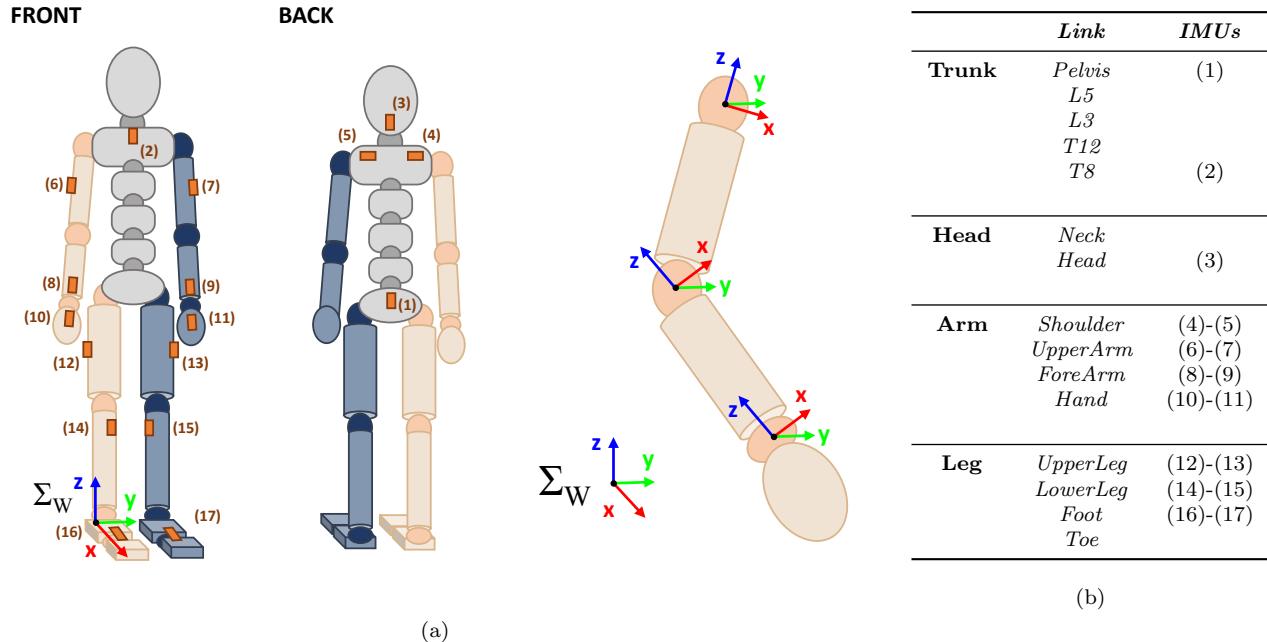 FRONT
BACK
(3)
(2)
(5)
(4)
(6)
(7)
(8)
(9)
(10)
(11)
(1)
(12)
(13)
(14)
(15)
(16)
(17)
Σ_W
z
y
x
z
y
x
z
x
y
z
x
y
Σ_W
z
y
x
(a)
Link IMUs
Trunk Pelvis (1)
L5
L3
T12
T8 (2)
Head Neck
Head (3)
Arm Shoulder (4)-(5)
UpperArm (6)-(7)
ForeArm (8)-(9)
Hand (10)-(11)
Leg UpperLeg (12)-(13)
LowerLeg (14)-(15)
Foot (16)-(17)
Toe
(b)